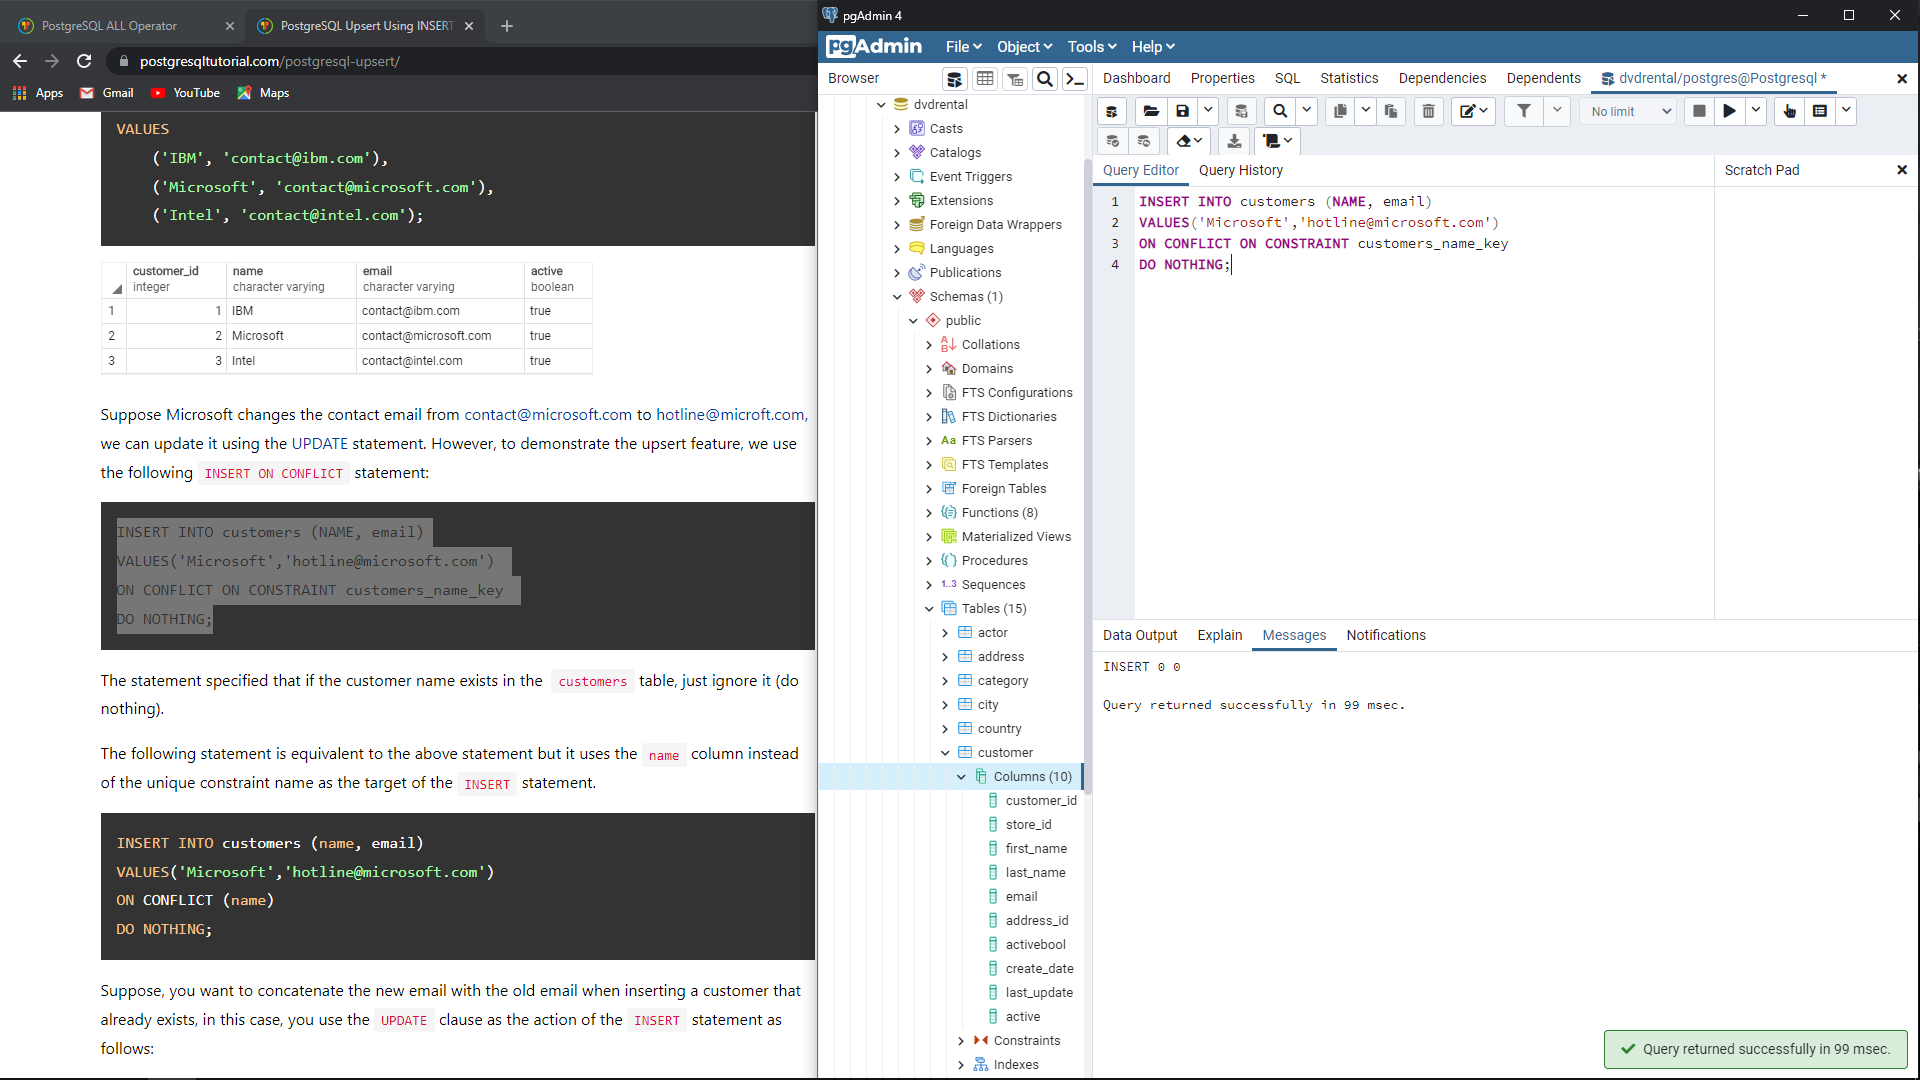 PostgreSQL ALL Operator
PostgreSQL Upsert Using INSERT
postgresqltutorial.com/postgresql-upsert/
Apps
Gmail
YouTube
Maps
VALUES
('IBM', 'contact@ibm.com'),
('Microsoft', 'contact@microsoft.com'),
('Intel', 'contact@intel.com');
customer_id name email active
integer character varying character varying boolean
1 1 IBM contact@ibm.com true
2 2 Microsoft contact@microsoft.com true
3 3 Intel contact@intel.com true
Suppose Microsoft changes the contact email from contact@microsoft.com to hotline@microft.com,
we can update it using the UPDATE statement. However, to demonstrate the upsert feature, we use
the following INSERT ON CONFLICT statement:
INSERT INTO customers (NAME, email)
VALUES('Microsoft','hotline@microsoft.com')
ON CONFLICT ON CONSTRAINT customers_name_key
DO NOTHING;
The statement specified that if the customer name exists in the customers table, just ignore it (do
nothing).
The following statement is equivalent to the above statement but it uses the name column instead
of the unique constraint name as the target of the INSERT statement.
INSERT INTO customers (name, email)
VALUES('Microsoft','hotline@microsoft.com')
ON CONFLICT (name)
DO NOTHING;
Suppose, you want to concatenate the new email with the old email when inserting a customer that
already exists, in this case, you use the UPDATE clause as the action of the INSERT statement as
follows:
pgAdmin 4
pgAdmin File Object Tools Help
Browser
Dashboard Properties SQL Statistics Dependencies Dependents dvdrental/postgres@Postgresql *
No limit
dvdrental
Casts
Catalogs
Event Triggers
Extensions
Foreign Data Wrappers
Languages
Publications
Schemas (1)
public
Collations
Domains
FTS Configurations
FTS Dictionaries
Aa FTS Parsers
FTS Templates
Foreign Tables
Functions (8)
Materialized Views
Procedures
1..3 Sequences
Tables (15)
actor
address
category
city
country
customer
Columns (10)
customer_id
store_id
first_name
last_name
email
address_id
activebool
create_date
last_update
active
Constraints
Indexes
Query Editor Query History
Scratch Pad
1 INSERT INTO customers (NAME, email)
2 VALUES('Microsoft','hotline@microsoft.com')
3 ON CONFLICT ON CONSTRAINT customers_name_key
4 DO NOTHING;
Data Output Explain Messages Notifications
INSERT 0 0
Query returned successfully in 99 msec.
Query returned successfully in 99 msec.